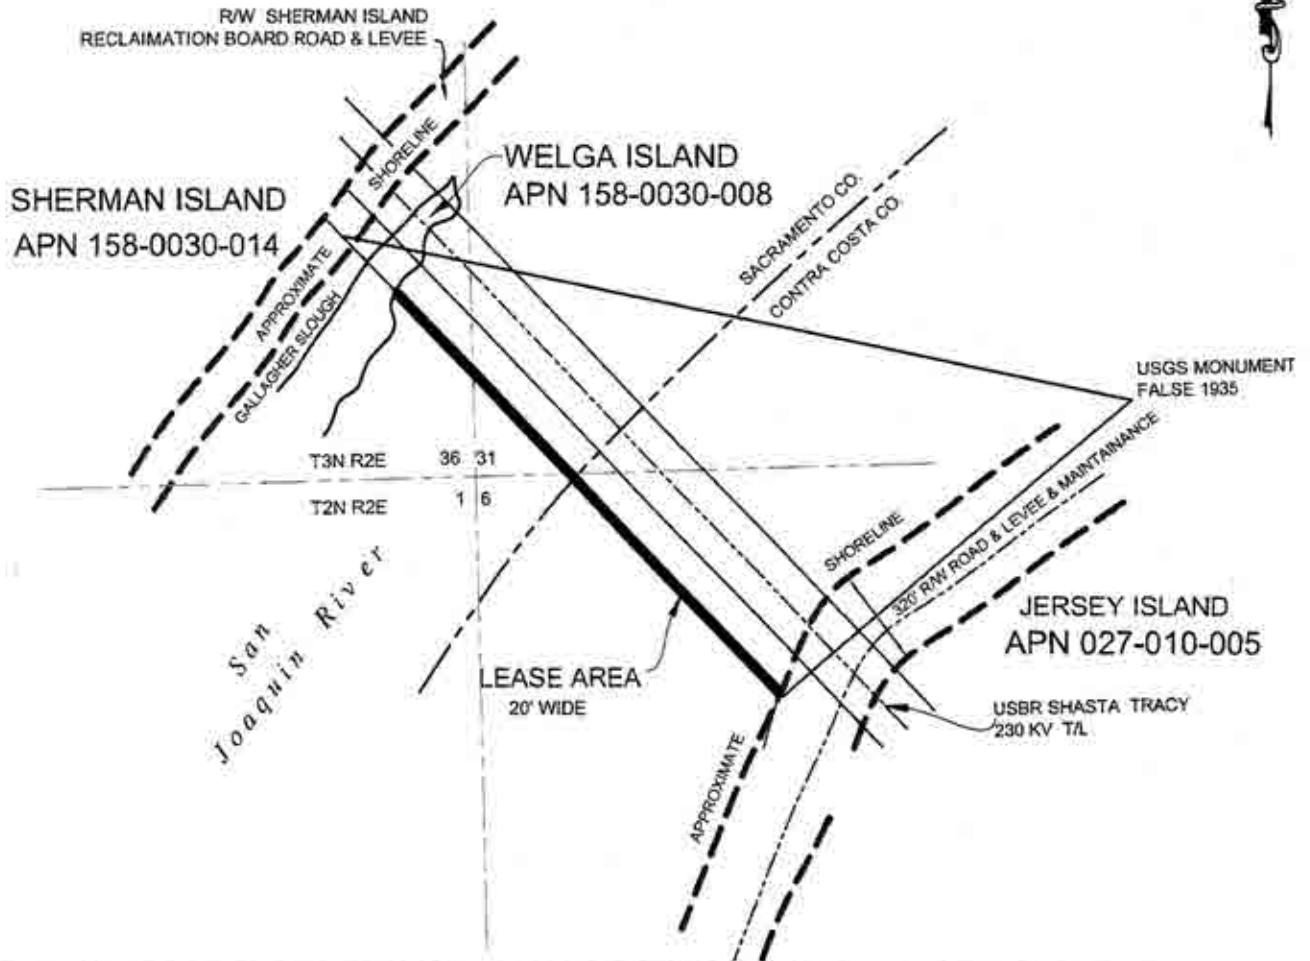 R/W SHERMAN ISLAND
RECLAIMATION BOARD ROAD & LEVEE
SHORELINE
WELGA ISLAND
APN 158-0030-008
SHERMAN ISLAND
APN 158-0030-014
APPROXIMATE
GALLAGHER SLOUGH
SACRAMENTO CO.
CONTRA COSTA CO.
USGS MONUMENT
FALSE 1935
T3N R2E
36 31
T2N R2E
1 6
San
Joaquin River
SHORELINE
320' R/W ROAD & LEVEE & MAINTAINANCE
JERSEY ISLAND
APN 027-010-005
LEASE AREA
20' WIDE
USBR SHASTA TRACY
230 KV T/L
APPROXIMATE